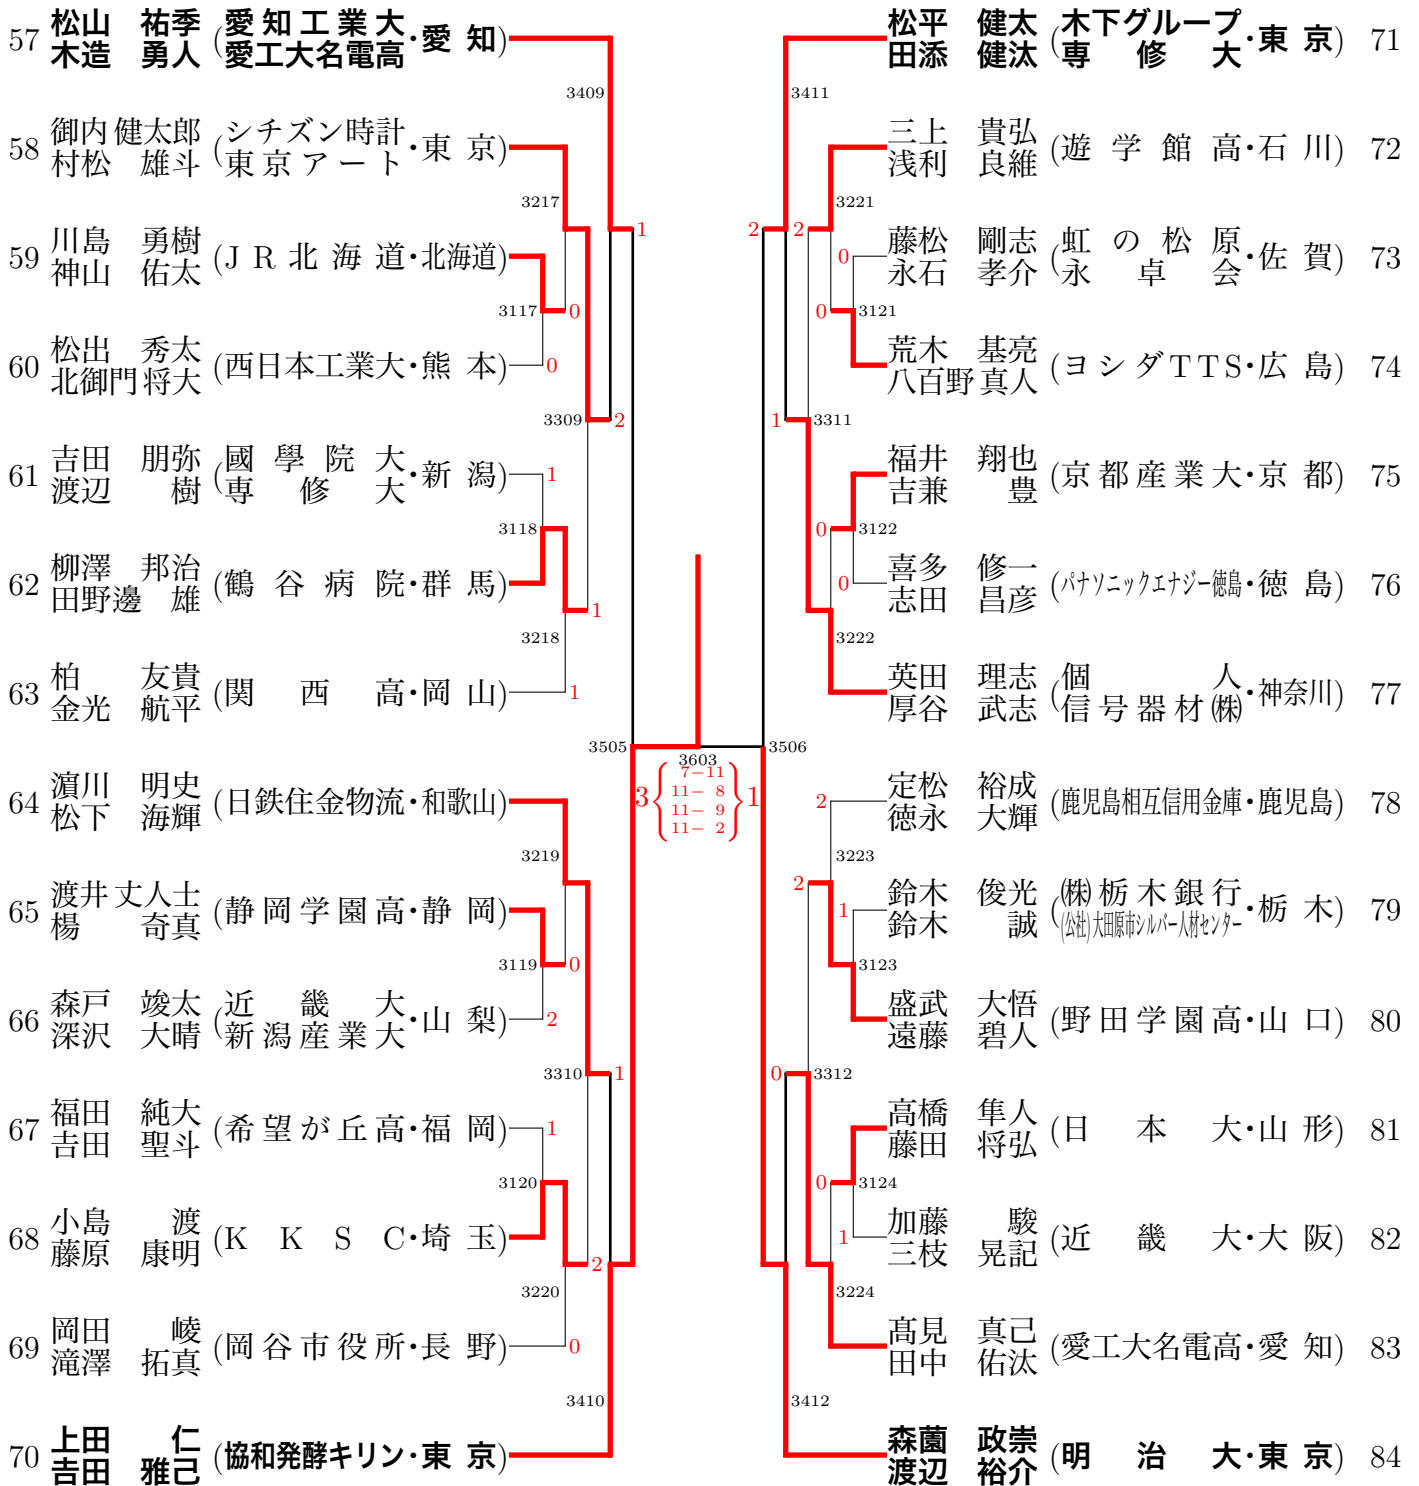 57 松山 祐季 (愛知工業大・愛知)
木造 勇人 愛工大名電高
3409
58 御内健太郎 (シチズン時計・東京)
村松 雄斗 東京アート
3217
1
59 川島 勇樹 (JR北海道・北海道)
神山 佑太
3117 0
60 松出 秀太 (西日本工業大・熊本) 0
北御門将大
3309 2
61 吉田 朋弥 (國學院大・新潟) 1
渡辺 樹 専修大
3118
62 柳澤 邦治 (鶴谷病院・群馬)
田野邊 雄
1
3218
63 柏 友貴 (関西高・岡山) 1
金光 航平
3505
64 濵川 明史 (日鉄住金物流・和歌山)
松下 海輝
3219
65 渡井丈人士 (静岡学園高・静岡)
楊 奇真
3119 0
66 森戸 竣太 (近畿大・山梨) 2
深沢 大晴 新潟産業大
3310 1
67 福田 純大 (希望が丘高・福岡) 1
吉田 聖斗
3120
68 小島 渡 (KKSC・埼玉)
藤原 康明
2
3220
69 岡田 峻 (岡谷市役所・長野) 0
滝澤 拓真
3410
70 上田 仁 (協和発酵キリン・東京)
吉田 雅己
3603
3 { 7-11 } 1
11- 8
11- 9
11- 2
松平 健太 (木下グループ・東京) 71
田添 健汰 専修大
3411
三上 貴弘 (遊学館高・石川) 72
浅利 良維
3221
2 2
藤松 剛志 (虹の松原・佐賀) 73
永石 孝介 永卓会
0
0 3121
荒木 基亮 (ヨシダTTS・広島) 74
八百野真人
1 3311
福井 翔也 (京都産業大・京都) 75
吉兼 豊
0 3122
喜多 修一 (パナソニックエナジー徳島・徳島) 76
志田 昌彦
0
3222
英田 理志 (個人・神奈川) 77
厚谷 武志 信号器材㈱
3506
定松 裕成 (鹿児島相互信用金庫・鹿児島) 78
徳永 大輝
2
3223
2
鈴木 俊光 (㈱栃木銀行・栃木) 79
鈴木 誠 (公社)大田原市シルバー人材センター
1
3123
盛武 大悟 (野田学園高・山口) 80
遠藤 碧人
0 3312
高橋 隼人 (日本大・山形) 81
藤田 将弘
0 3124
加藤 駿 (近畿大・大阪) 82
三枝 晃記
1
3224
髙見 真己 (愛工大名電高・愛知) 83
田中 佑汰
3412
森薗 政崇 (明治大・東京) 84
渡辺 裕介